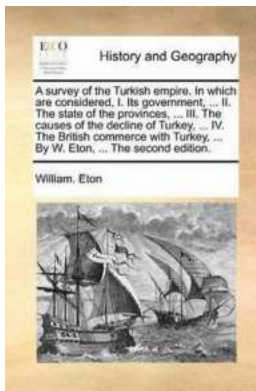 ECCO
History and Geography
A survey of the Turkish empire. In which
are considered, I. Its government, ... II.
The state of the provinces, ... III. The
causes of the decline of Turkey, ... IV.
The British commerce with Turkey, ...
By W. Eton, ... The second edition.
William. Eton